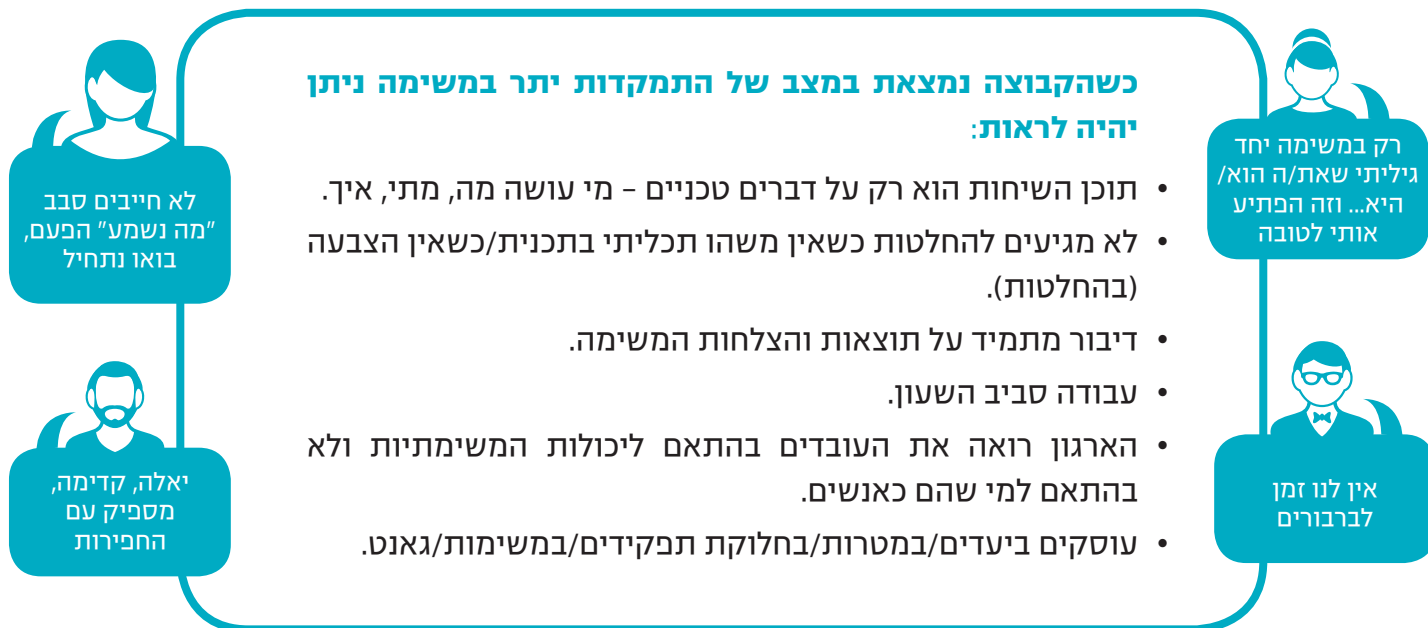 כשהקבוצה נמצאת במצב של התמקדות יתר במשימה ניתן
יהיה לראות:
• תוכן השיחות הוא רק על דברים טכניים – מי עושה מה, מתי, איך.
• לא מגיעים להחלטות כשאין משהו תכליתי בתכנית/כשאין הצבעה
(בהחלטות).
• דיבור מתמיד על תוצאות והצלחות המשימה.
• עבודה סביב השעון.
• הארגון רואה את העובדים בהתאם ליכולות המשימתיות ולא
בהתאם למי שהם כאנשים.
• עוסקים ביעדים/במטרות/בחלוקת תפקידים/במשימות/גאנט.
רק במשימה יחד
גיליתי שאת/ה הוא/
היא... וזה הפתיע
אותי לטובה
אין לנו זמן
לברבורים
לא חייבים סבב
"מה נשמע" הפעם,
בואו נתחיל
יאלה, קדימה,
מספיק עם
החפירות